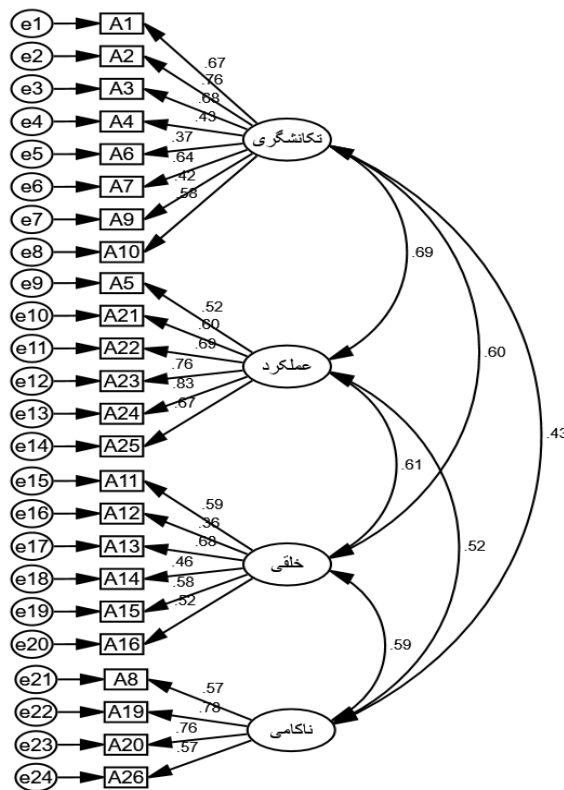 e1 A1
e2 A2
e3 A3
e4 A4
e5 A6
e6 A7
e7 A9
e8 A10
.67
.76
.68
.43
.37
.64
.42
.58
تکانشگری
e9 A5
e10 A21
e11 A22
e12 A23
e13 A24
e14 A25
.52
.60
.69
.76
.83
.67
عملکرد
e15 A11
e16 A12
e17 A13
e18 A14
e19 A15
e20 A16
.59
.36
.68
.46
.58
.52
خلقی
e21 A8
e22 A19
e23 A20
e24 A26
.57
.78
.76
.57
ناکامی
.69
.60
.43
.61
.52
.59